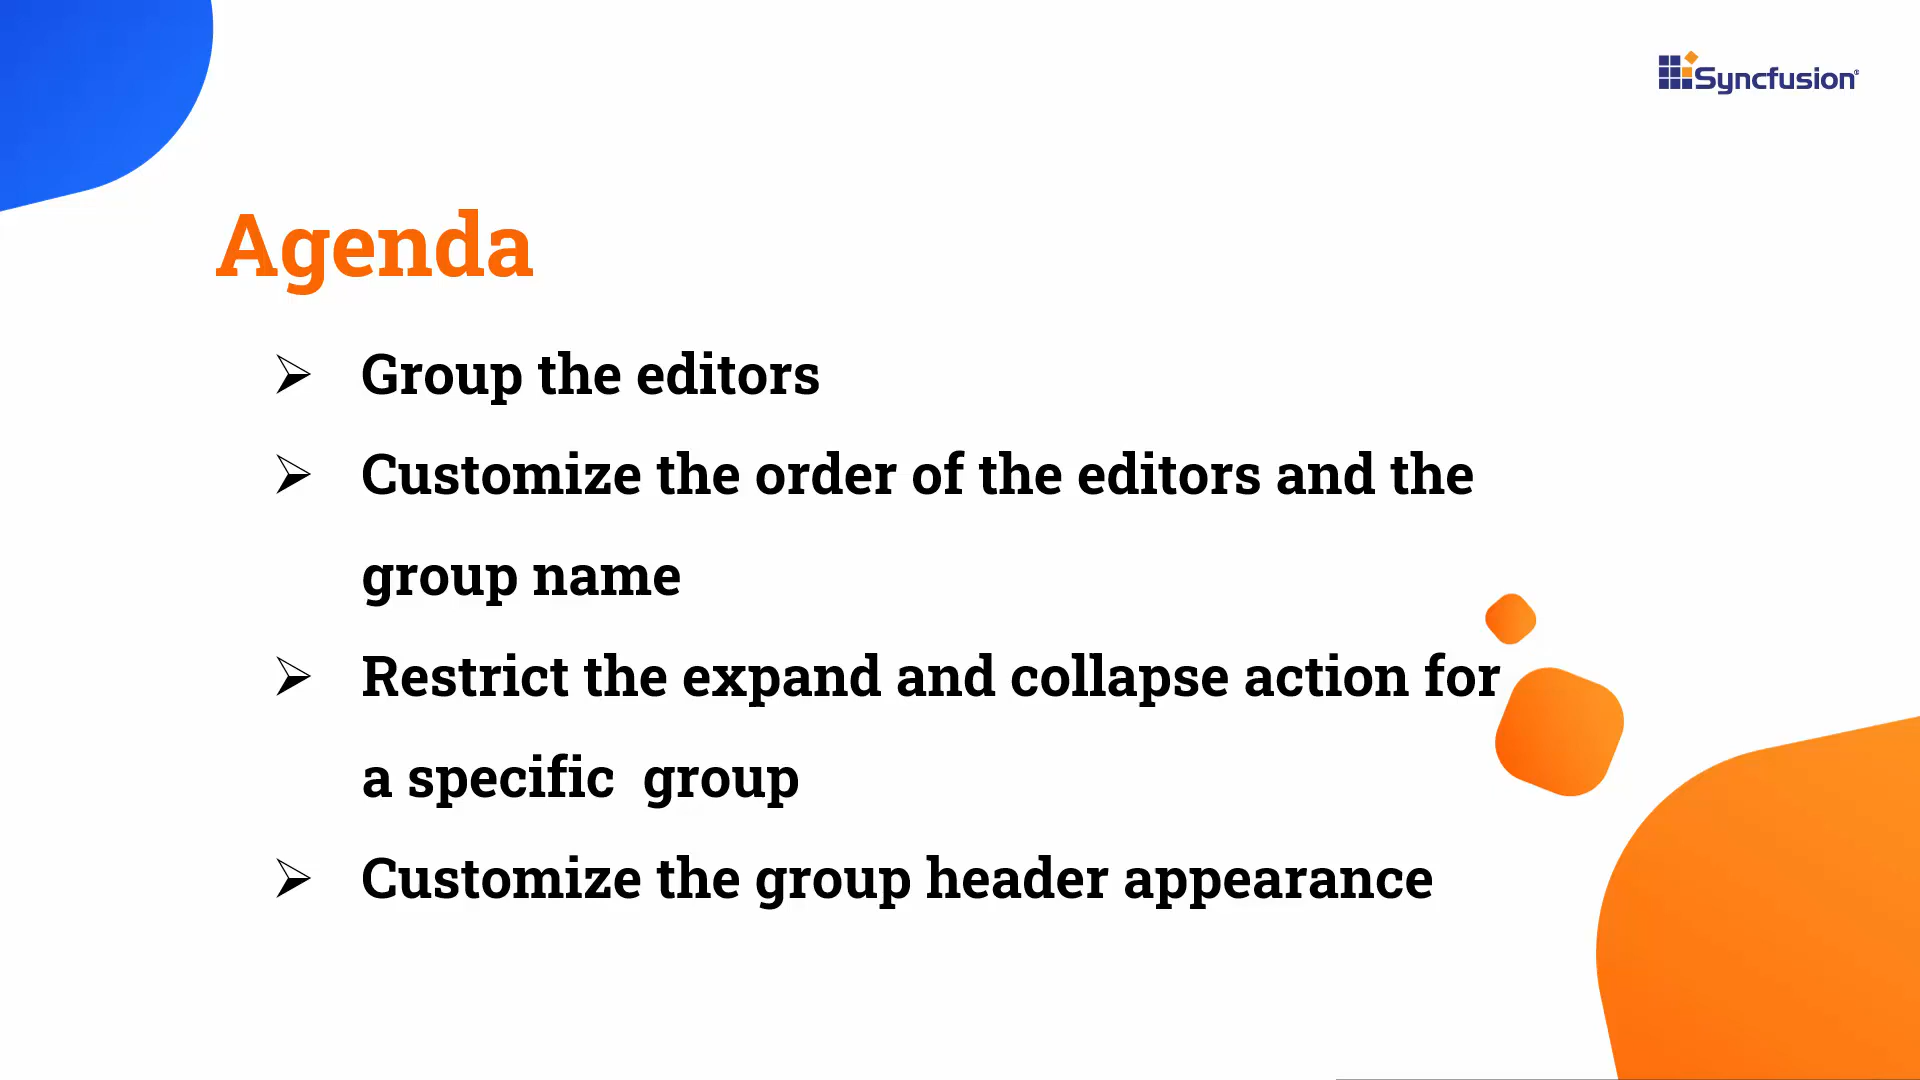 Syncfusion®
Agenda
➢ Group the editors
➢ Customize the order of the editors and the
group name
➢ Restrict the expand and collapse action for
a specific  group
➢ Customize the group header appearance